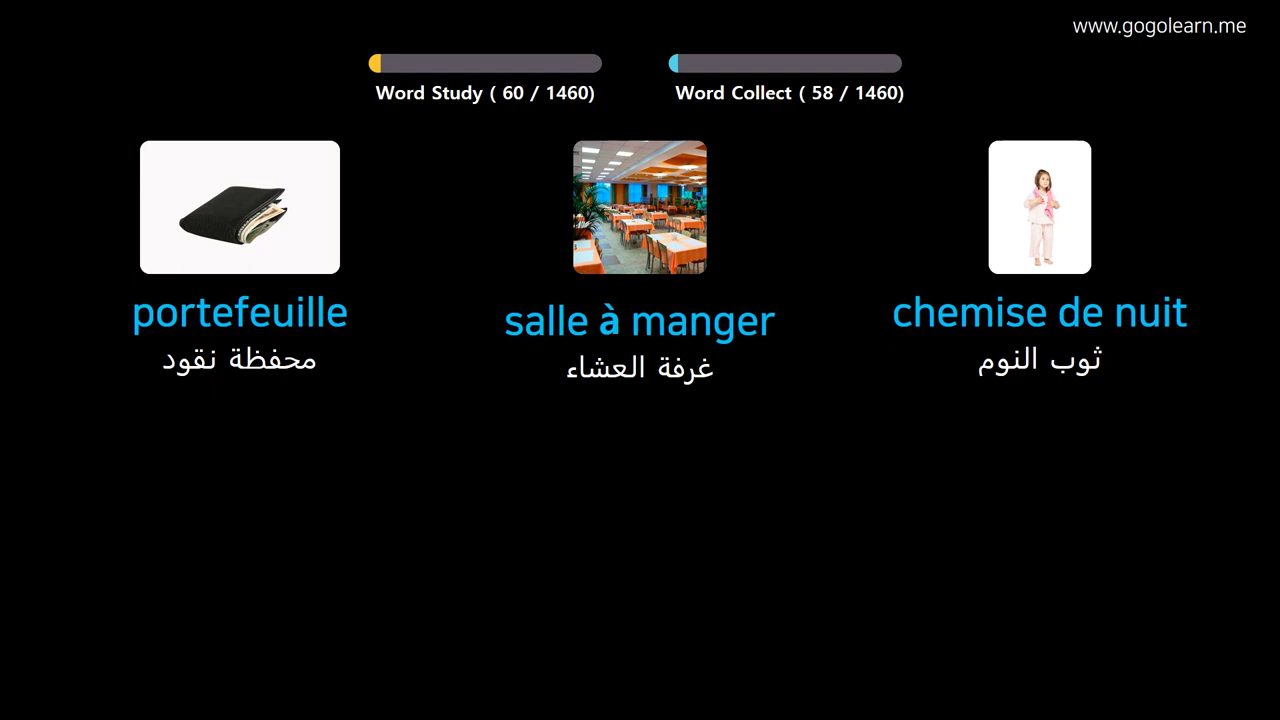 www.gogolearn.me
Word Study ( 60 / 1460)
Word Collect ( 58 / 1460)
portefeuille
محفظة نقود
salle à manger
غرفة العشاء
chemise de nuit
ثوب النوم